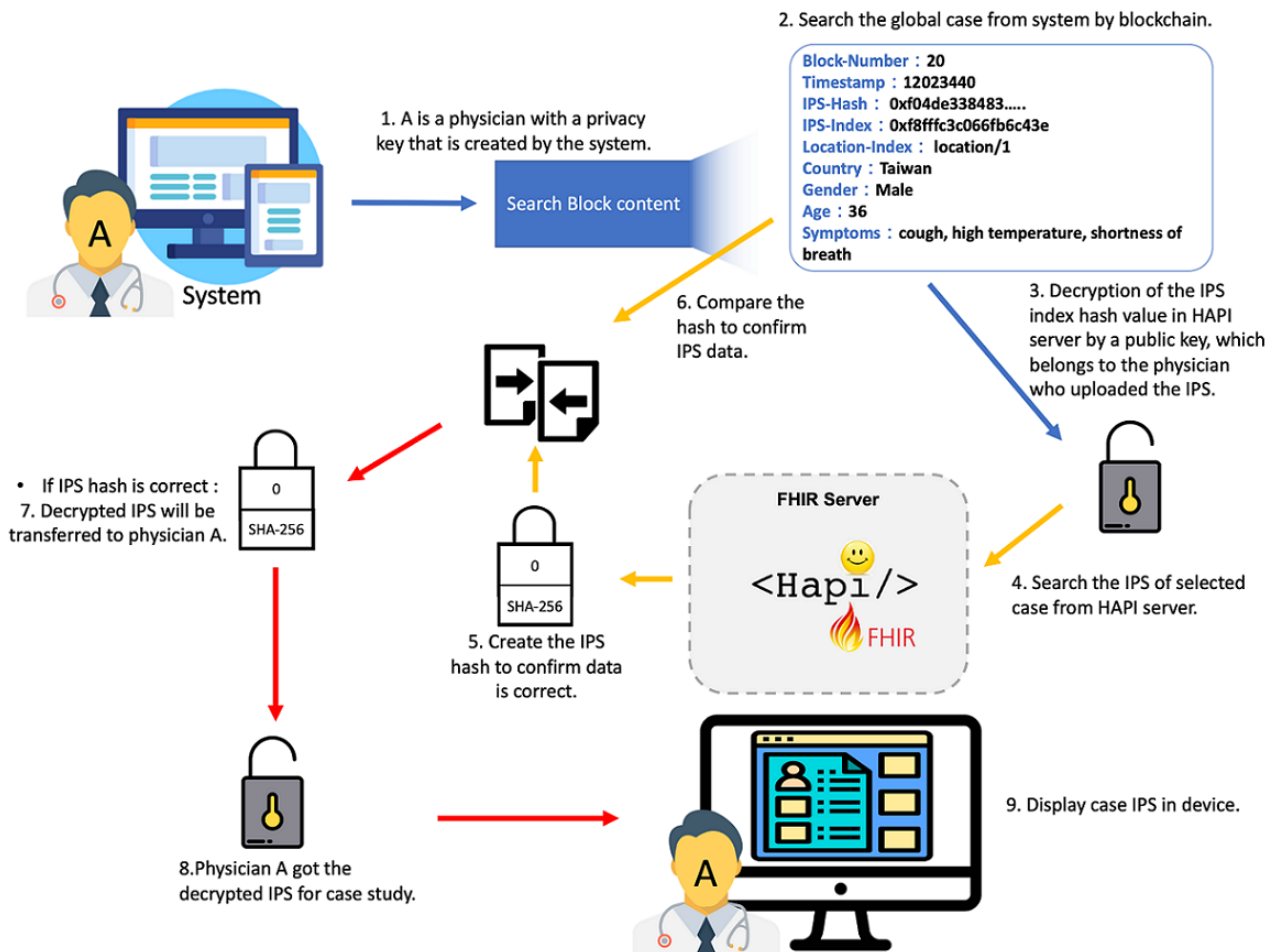 2. Search the global case from system by blockchain.
Block-Number : 20
Timestamp : 12023440
IPS-Hash : 0xf04de338483.....
IPS-Index : 0xf8fffc3c066fb6c43e
Location-Index : location/1
Country : Taiwan
Gender : Male
Age : 36
Symptoms : cough, high temperature, shortness of
breath
1. A is a physician with a privacy
key that is created by the system.
Search Block content
A
System
3. Decryption of the IPS
index hash value in HAPI
server by a public key, which
belongs to the physician
who uploaded the IPS.
6. Compare the
hash to confirm
IPS data.
• If IPS hash is correct :
7. Decrypted IPS will be
transferred to physician A.
0
SHA-256
0
SHA-256
5. Create the IPS
hash to confirm data
is correct.
FHIR Server
<Hapi/>
FHIR
4. Search the IPS of selected
case from HAPI server.
8.Physician A got the
decrypted IPS for case study.
A
9. Display case IPS in device.